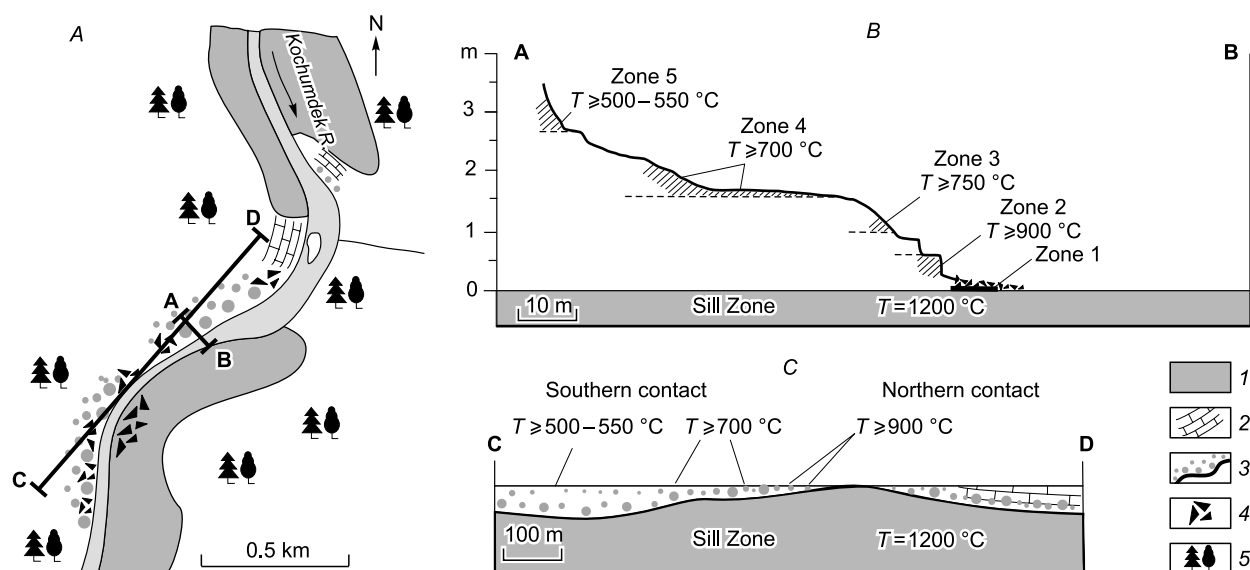 A
N
Kochumdek R.
D
A
B
C
0.5 km
B
m
A
B
3
2
1
0
Zone 5
T ⩾500–550 °C
Zone 4
T ⩾700 °C
Zone 3
T ⩾750 °C
Zone 2
T ⩾900 °C
Zone 1
10 m
Sill Zone
T=1200 °C
C
Southern contact
Northern contact
T⩾500–550 °C
T⩾700 °C
T⩾900 °C
C
D
100 m
Sill Zone
T=1200 °C
1
2
3
4
5